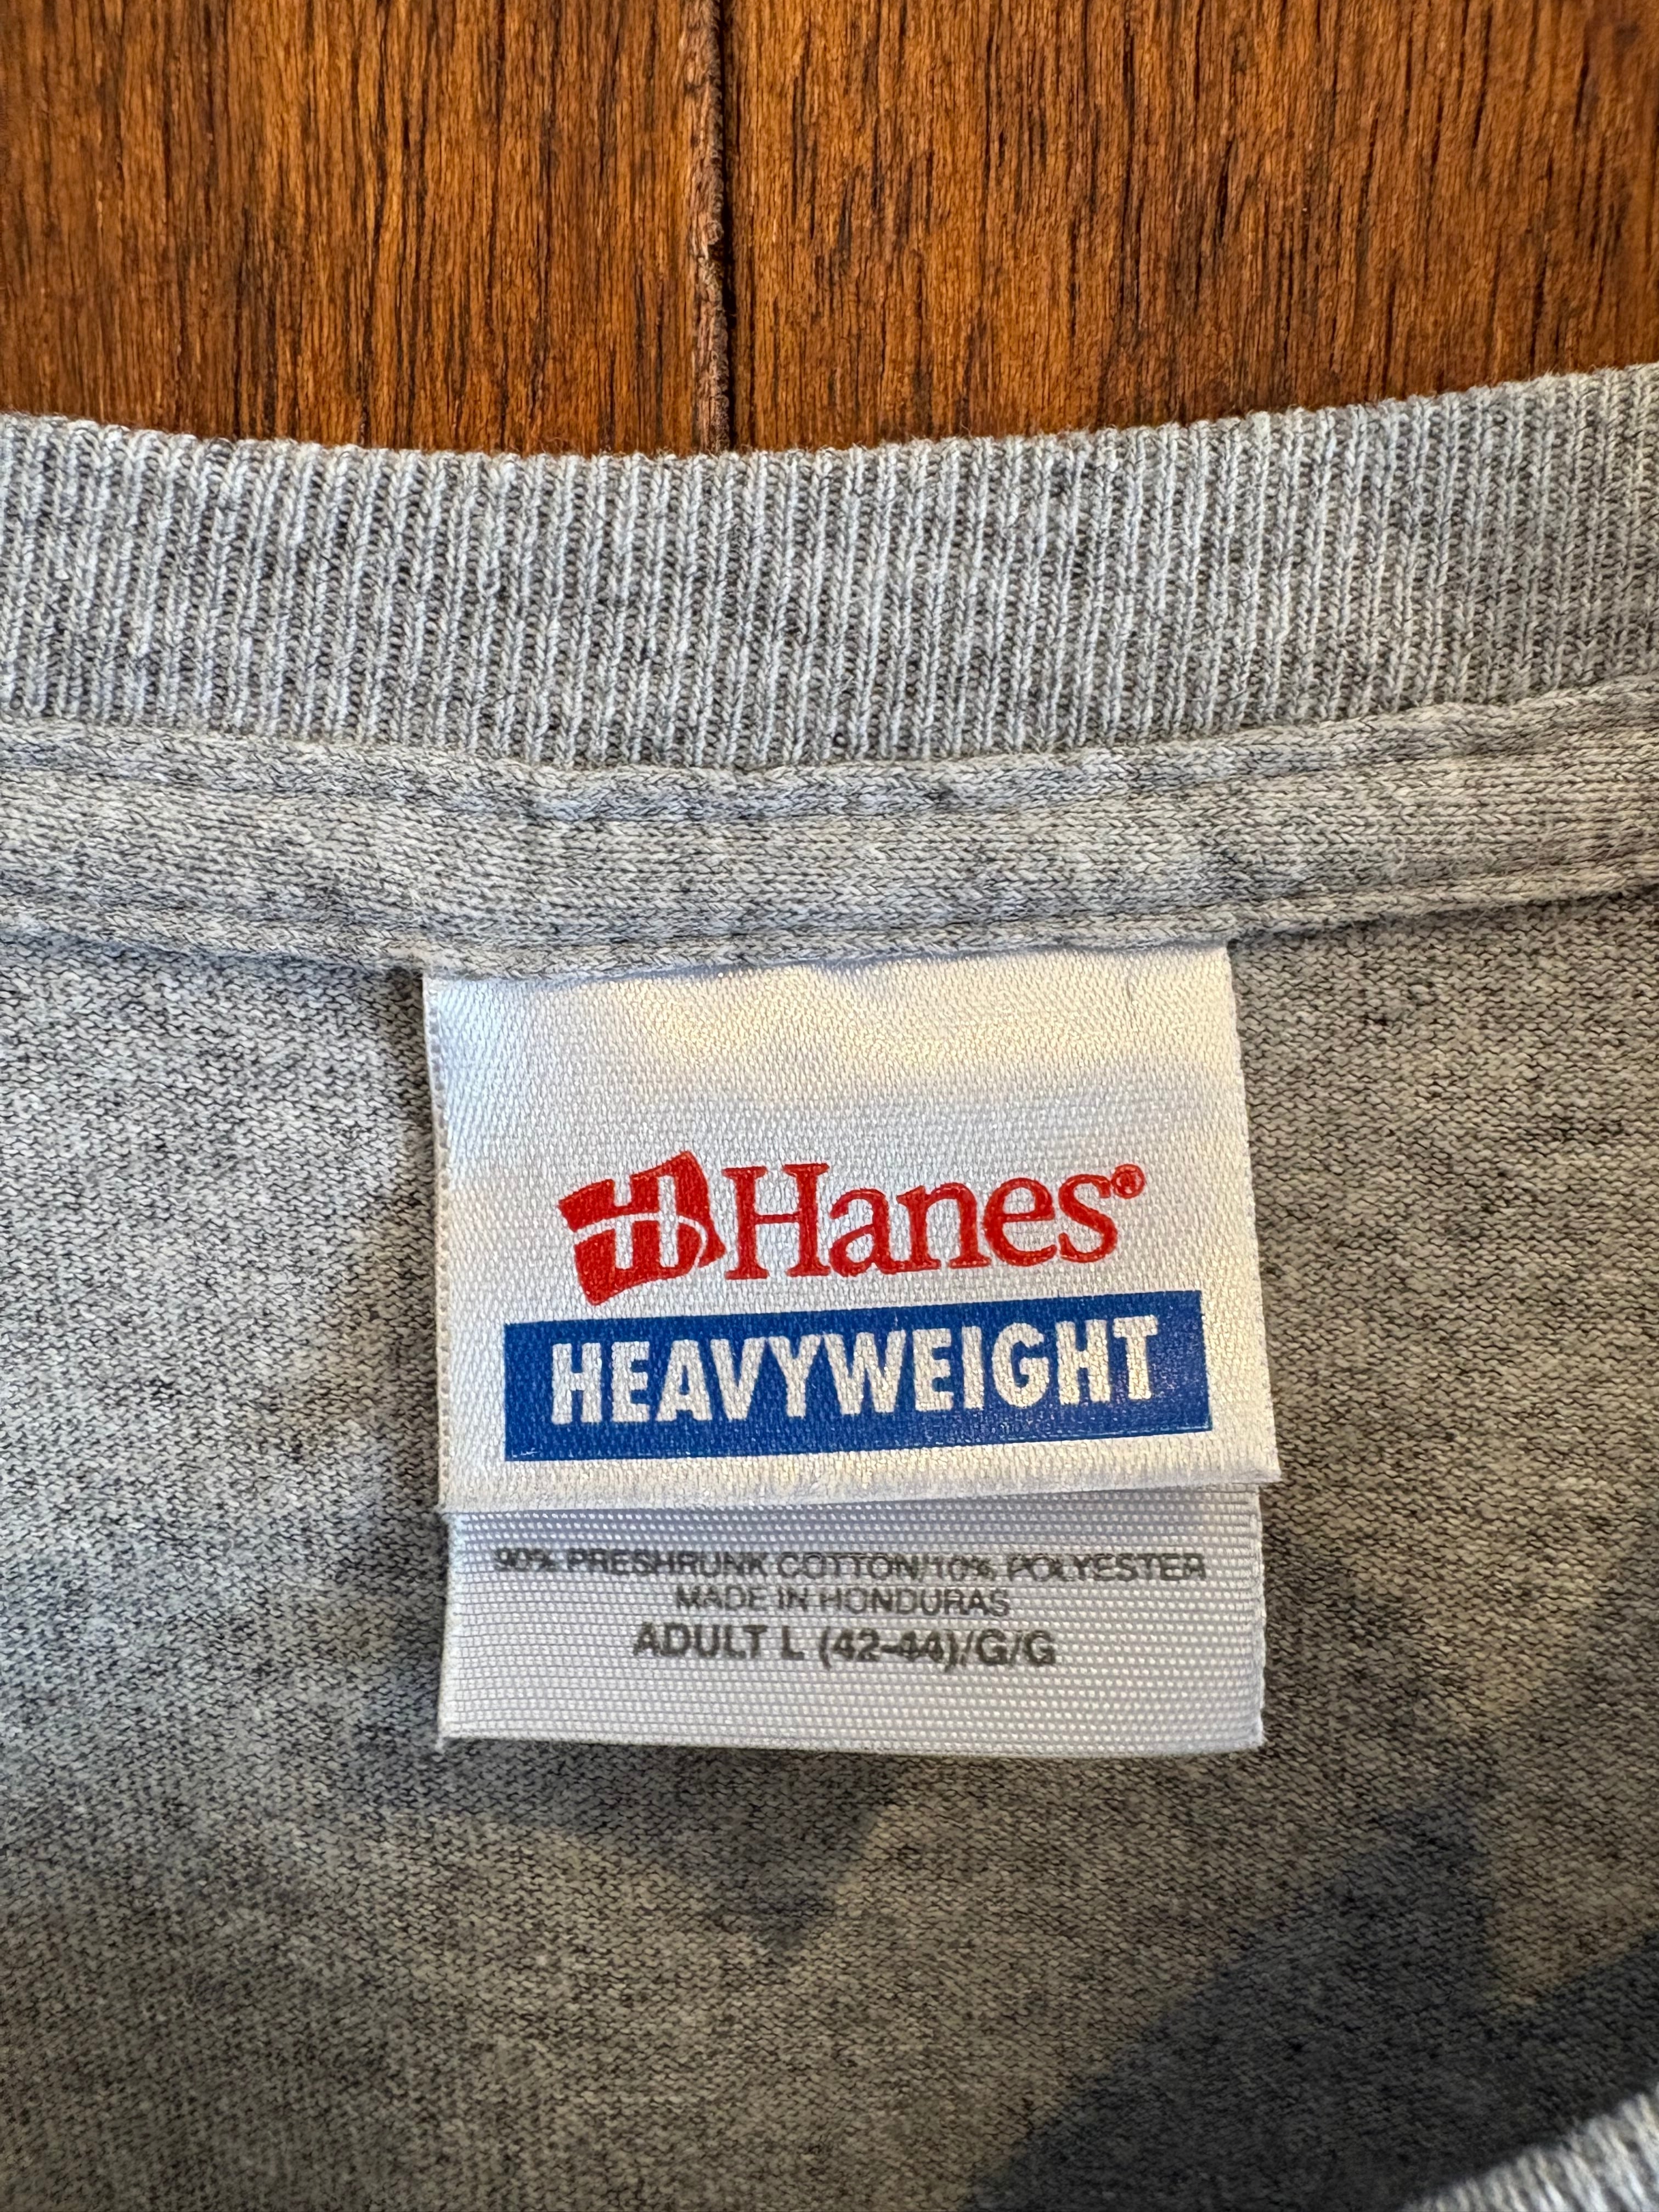 H Hanes®
HEAVYWEIGHT
90% PRESHRUNK COTTON/10% POLYESTER
MADE IN HONDURAS
ADULT L (42-44)/G/G